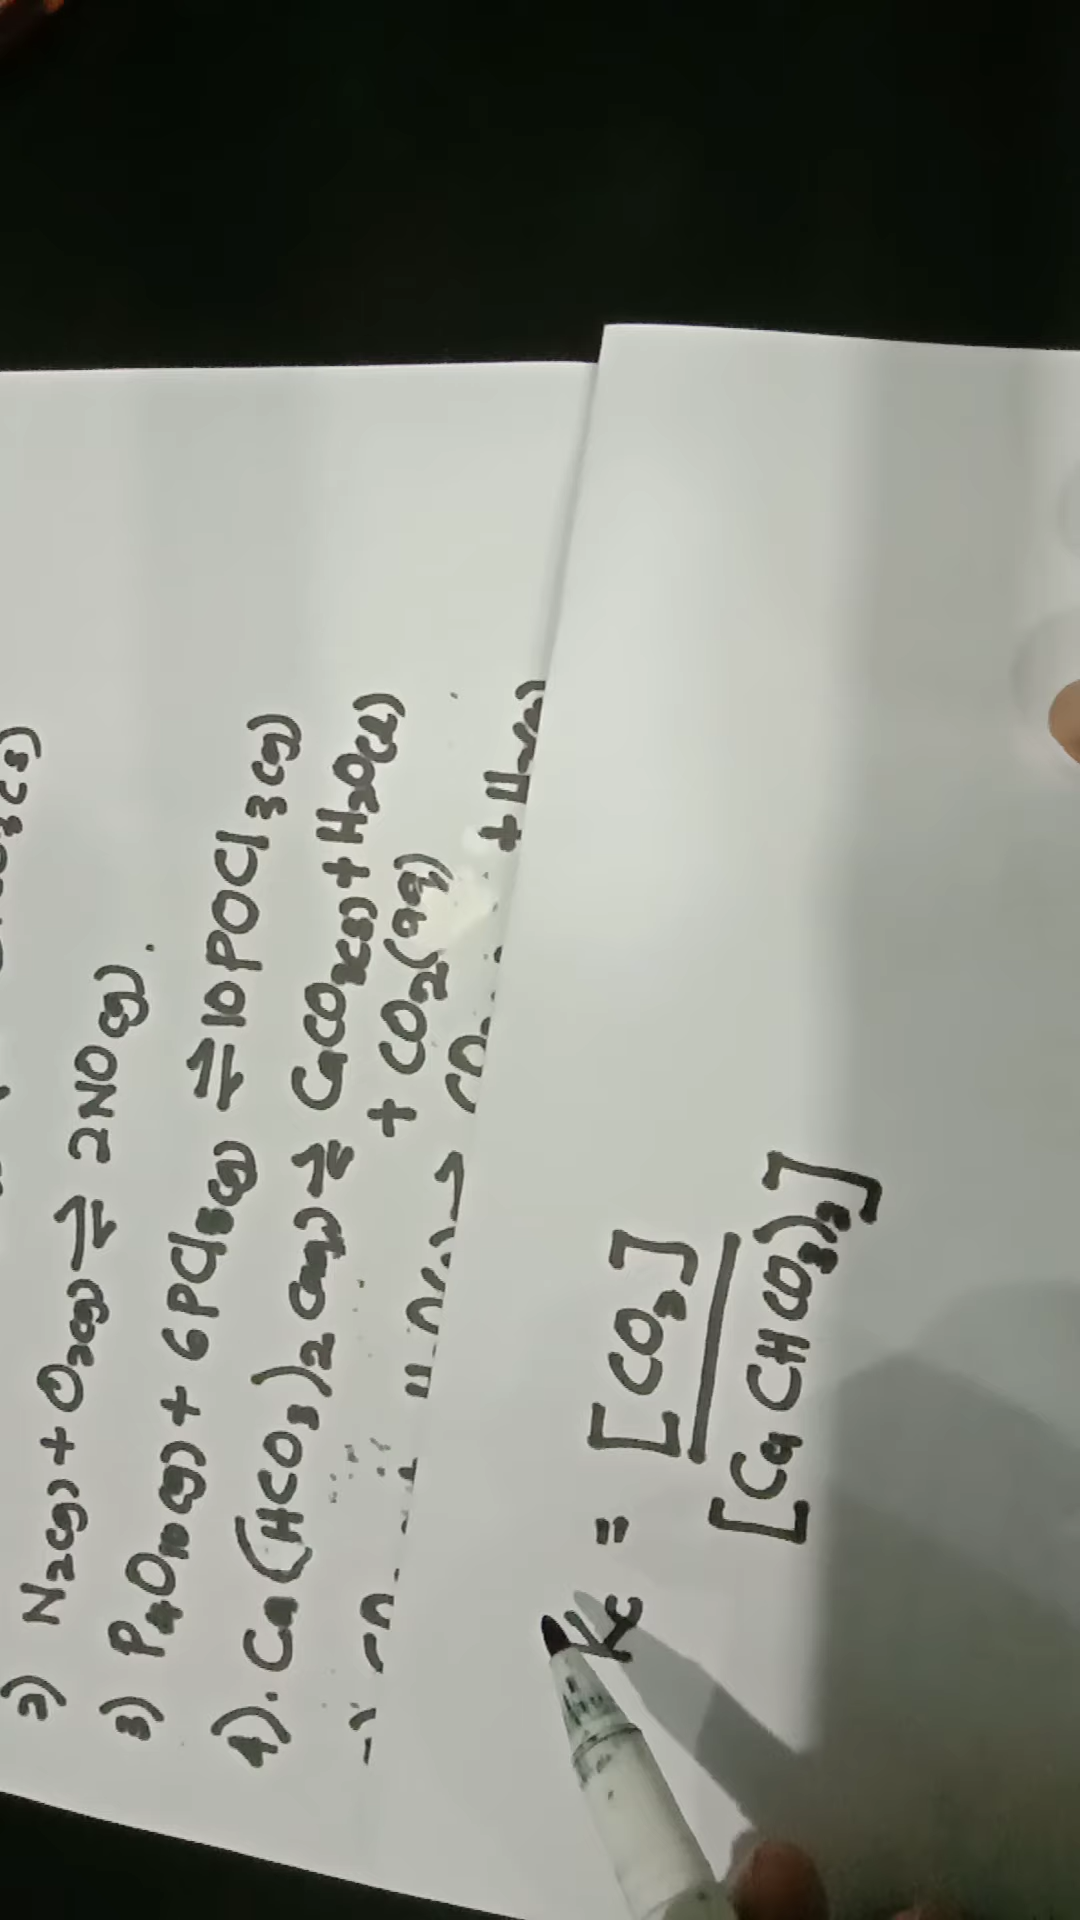 2) N₂(g) + O₂(g) ⇌ 2NO(g).
3) P₄O₁₀(g) + 6PCl₅(g) ⇌ 10POCl₃(g)
4). Ca(HCO₃)₂(aq) ⇌ CaCO₃(s) + H₂O(l)
+ CO₂(aq)
Kc = [CO₂]
[Ca(HCO₃)₂]